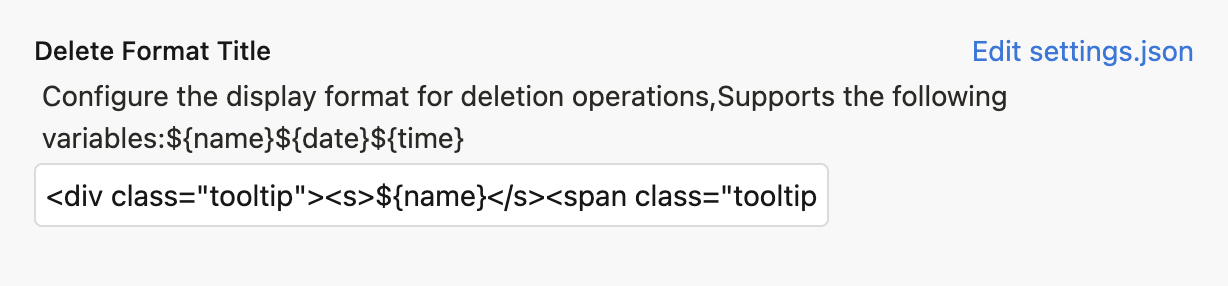 Delete Format Title
Edit settings.json
Configure the display format for deletion operations,Supports the following
variables:${name}${date}${time}
<div class="tooltip"><s>${name}</s><span class="tooltip